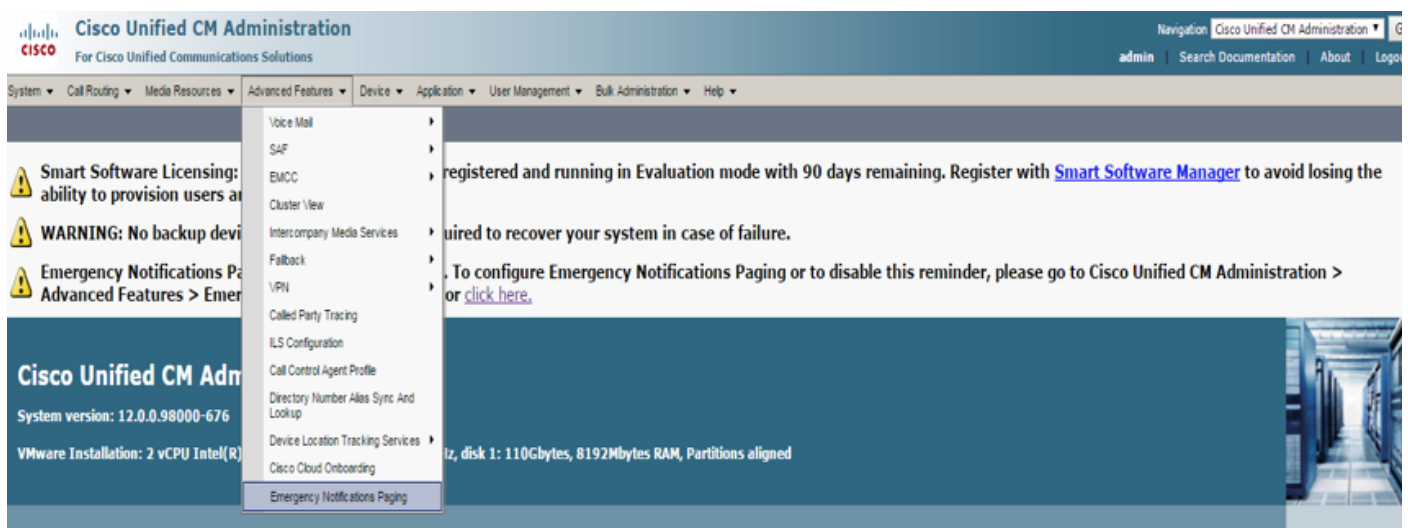 Cisco Unified CM Administration
CISCO
For Cisco Unified Communications Solutions
Navigation Cisco Unified CM Administration
admin | Search Documentation | About | Logou
System Call Routing Media Resources Advanced Features Device Application User Management Bulk Administration Help
Voice Mail
SAF
EMCC
Cluster View
Intercompany Media Services
Fallback
VPN
Called Party Tracing
ILS Configuration
Call Control Agent Profile
Directory Number Alias Sync And
Lookup
Device Location Tracking Services
Cisco Cloud Onboarding
Emergency Notifications Paging
Smart Software Licensing: registered and running in Evaluation mode with 90 days remaining. Register with Smart Software Manager to avoid losing the
ability to provision users
WARNING: No backup devi uired to recover your system in case of failure.
Emergency Notifications Pa . To configure Emergency Notifications Paging or to disable this reminder, please go to Cisco Unified CM Administration >
Advanced Features > Emer or click here.
Cisco Unified CM Adm
System version: 12.0.0.98000-676
VMware Installation: 2 vCPU Intel(R) z, disk 1: 110Gbytes, 8192Mbytes RAM, Partitions aligned